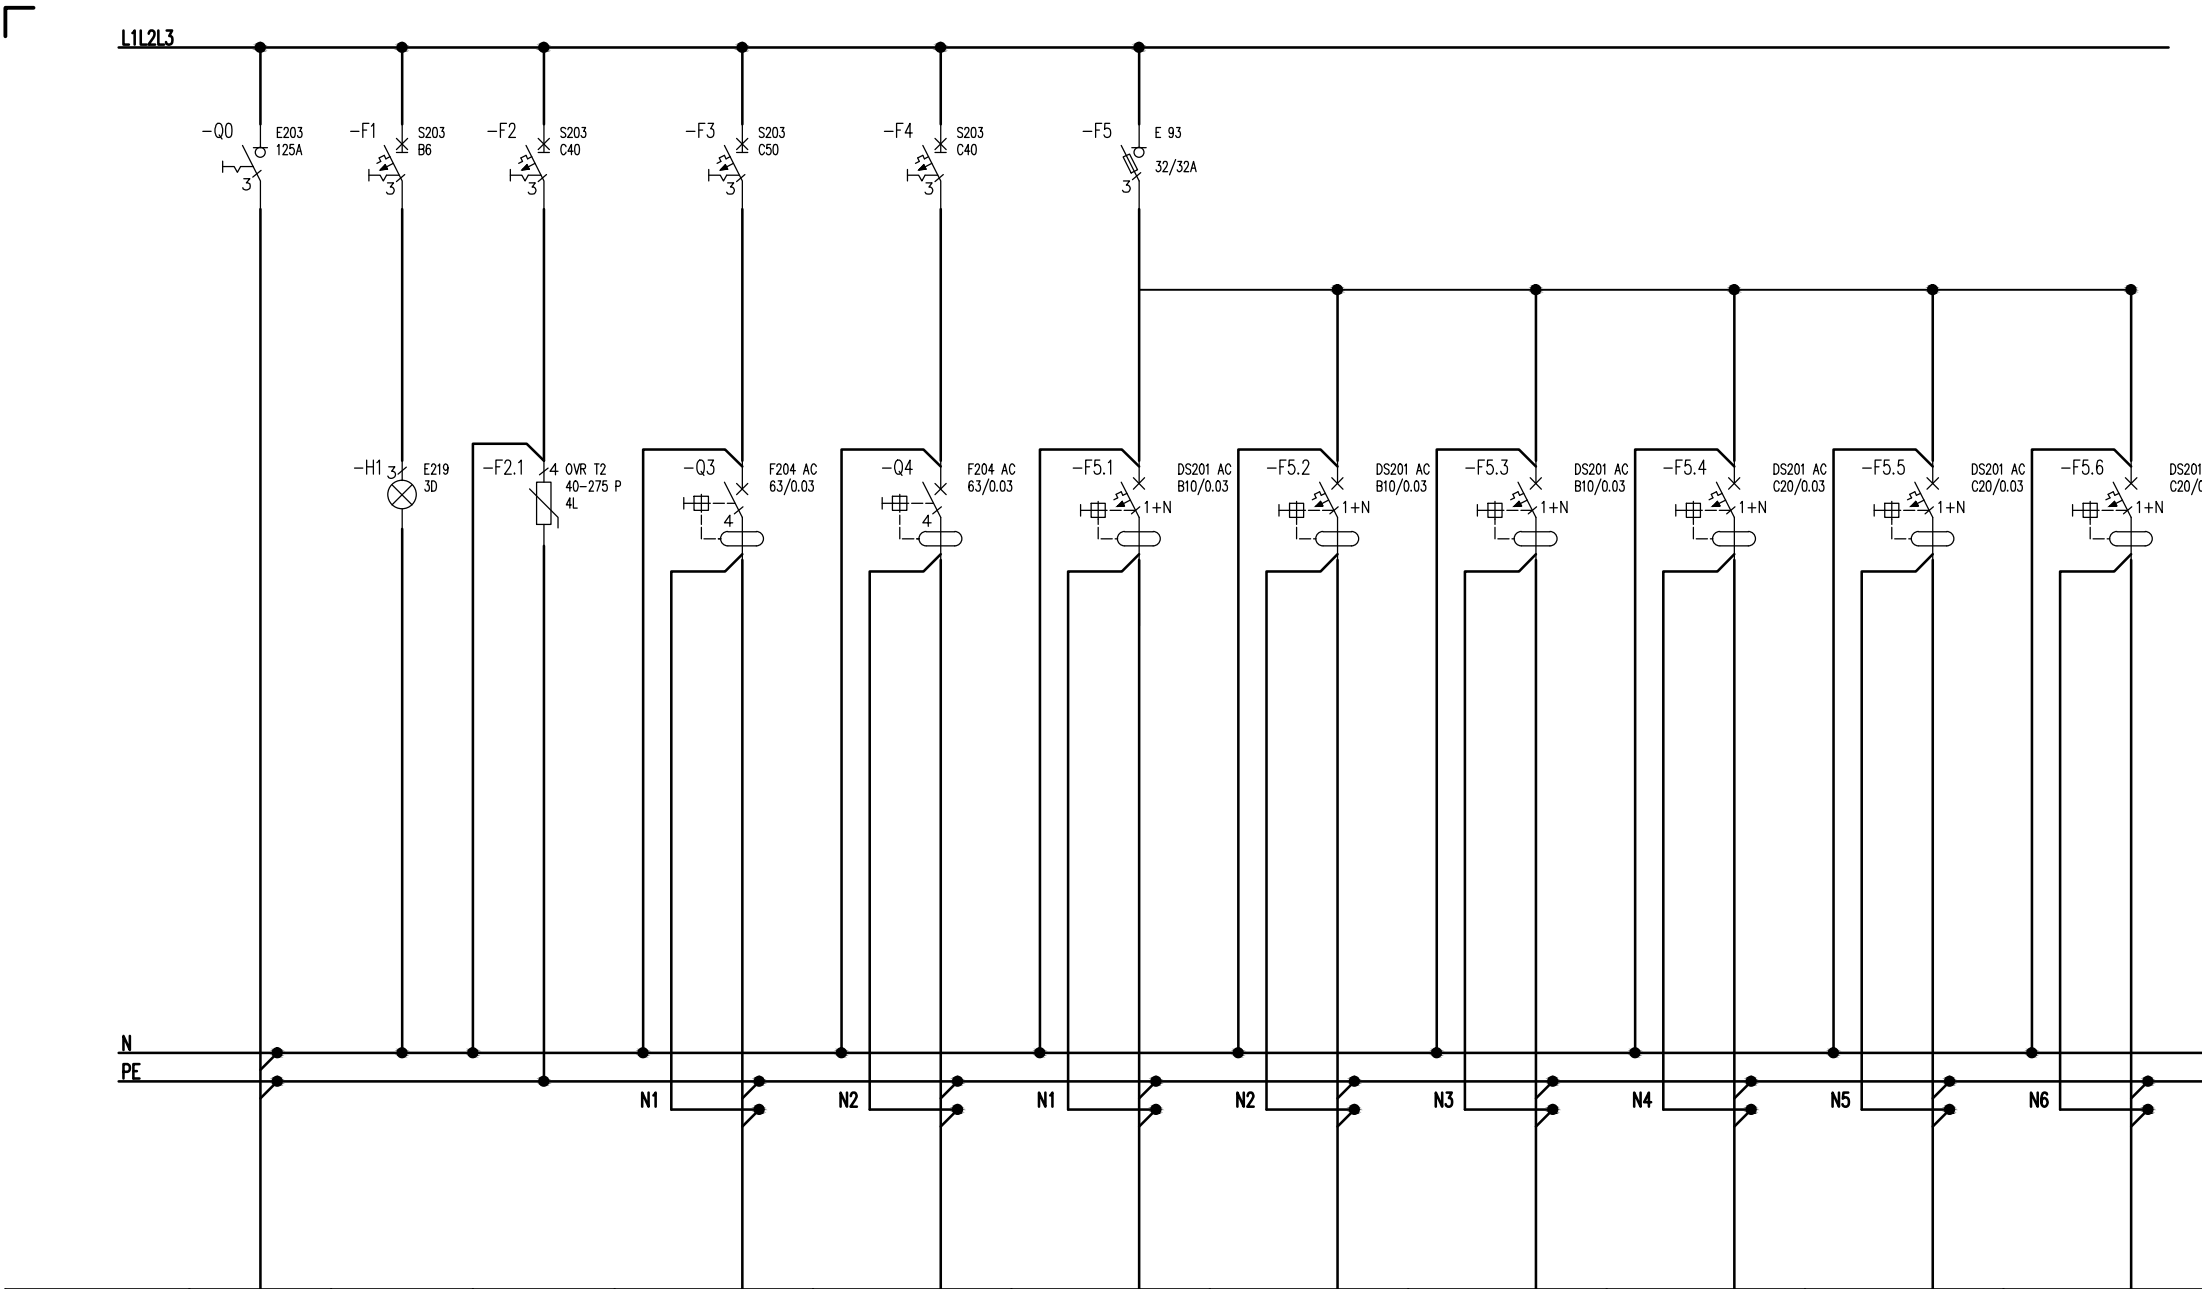 L1L2L3
-Q0 E203
125A
3
-F1 S203
B6
3
-F2 S203
C40
3
-F3 S203
C50
3
-F4 S203
C40
3
-F5 E 93
32/32A
3
-H1 3 E219
3D
-F2.1 4 OVR T2
40-275 P
4L
-Q3 F204 AC
63/0.03
4
-Q4 F204 AC
63/0.03
4
-F5.1 DS201 AC
B10/0.03
1+N
-F5.2 DS201 AC
B10/0.03
1+N
-F5.3 DS201 AC
B10/0.03
1+N
-F5.4 DS201 AC
C20/0.03
1+N
-F5.5 DS201 AC
C20/0.03
1+N
-F5.6 DS201
C20/0
1+N
N
PE
N1 N2 N1 N2 N3 N4 N5 N6